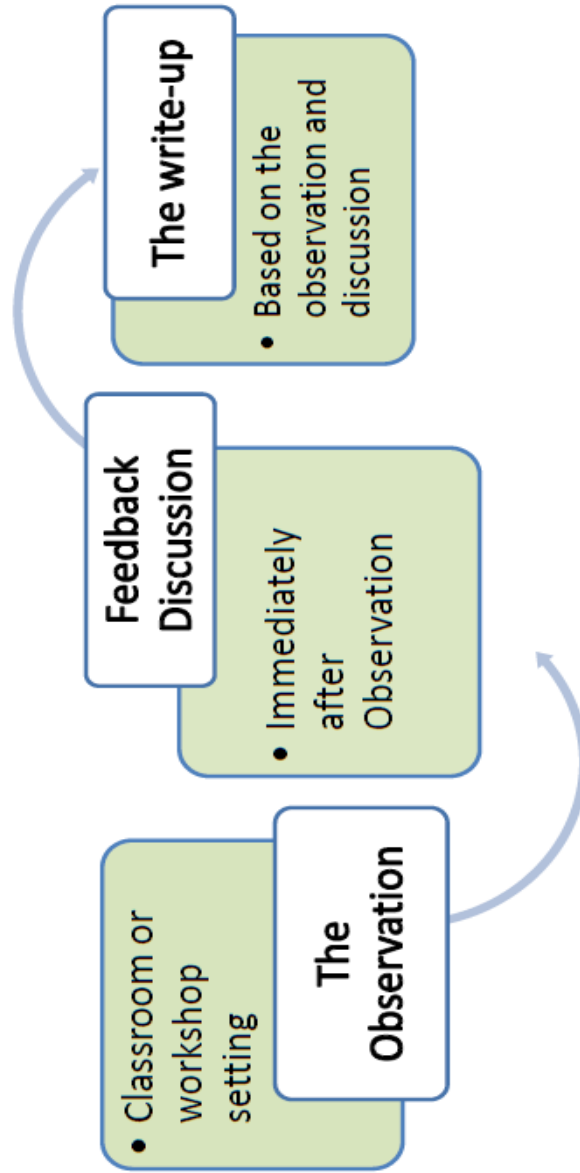 • Classroom or
workshop
setting
The
Observation
Feedback
Discussion
• Immediately
after
Observation
The write-up
• Based on the
observation and
discussion